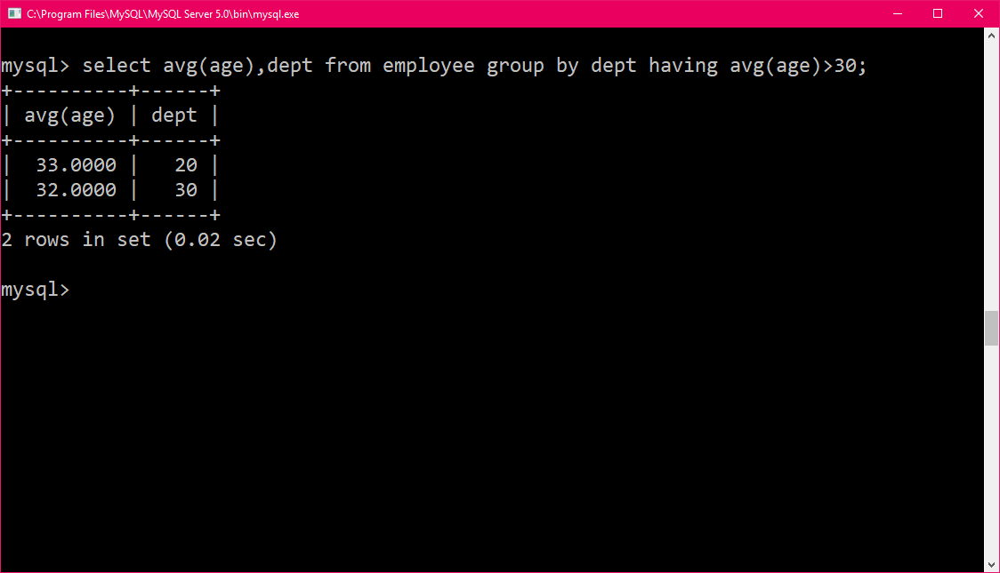 C:\Program Files\MySQL\MySQL Server 5.0\bin\mysql.exe
mysql> select avg(age),dept from employee group by dept having avg(age)>30;
+----------+------+
| avg(age) | dept |
+----------+------+
|  33.0000 |   20 |
|  32.0000 |   30 |
+----------+------+
2 rows in set (0.02 sec)
mysql>